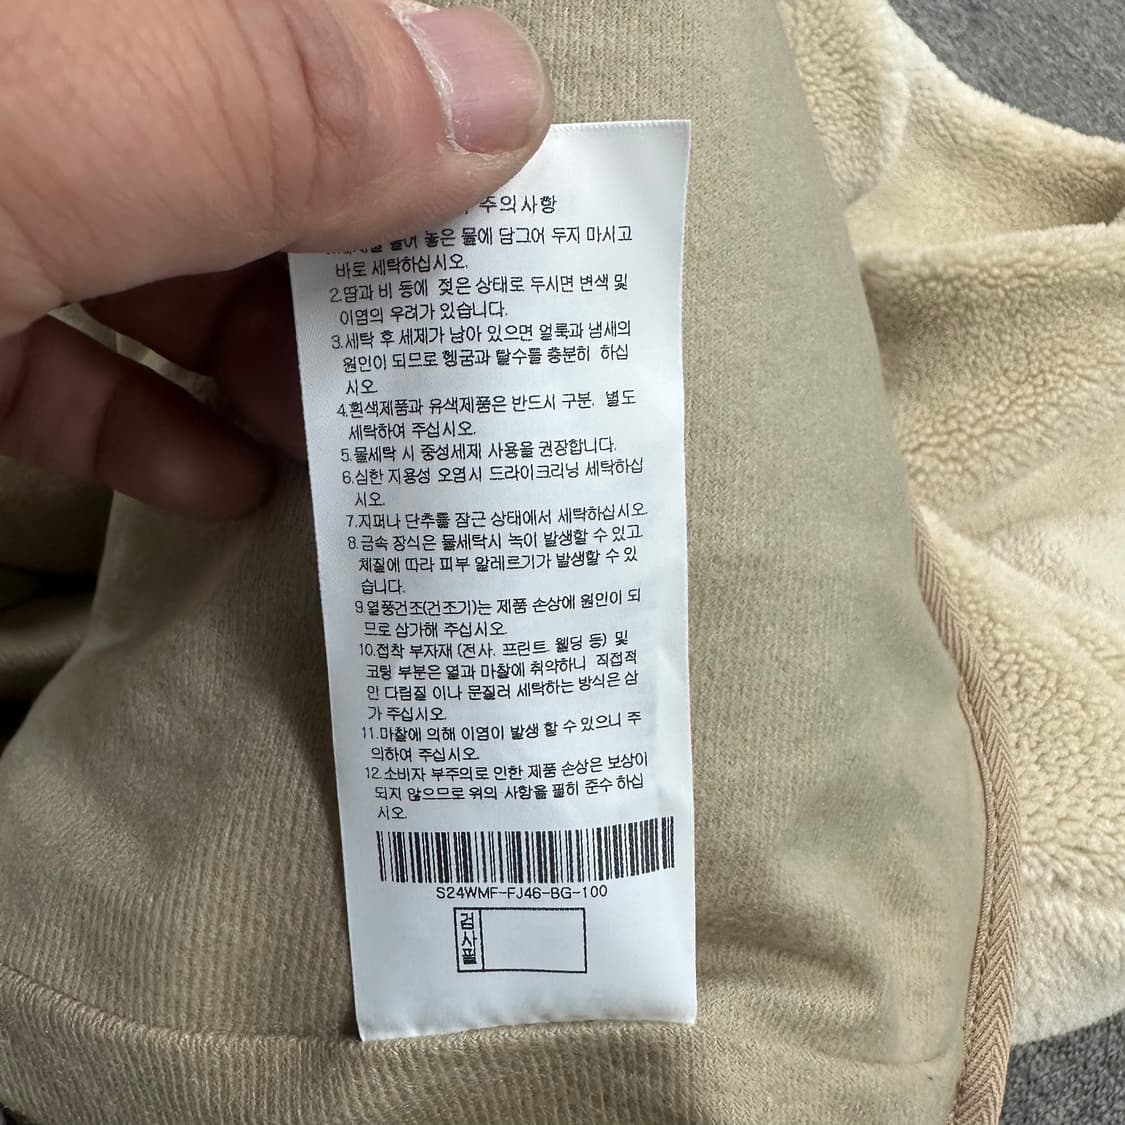 주의사항
놓은 물에 담그어 두지 마시고
바로 세탁하십시오.
2.땀과 비 등에 젖은 상태로 두시면 변색 및
이염의 우려가 있습니다.
3.세탁 후 세제가 남아 있으면 얼룩과 냄새의
원인이 되므로 헹굼과 탈수를 충분히 하십
시오.
4.흰색제품과 유색제품은 반드시 구분, 별도
세탁하여 주십시오.
5.물세탁 시 중성세제 사용을 권장합니다.
6.심한 지용성 오염시 드라이크리닝 세탁하십
시오.
7.지퍼나 단추를 잠근 상태에서 세탁하십시오.
8.금속 장식은 물세탁시 녹이 발생할 수 있고
체질에 따라 피부 알레르기가 발생할 수 있
습니다.
9.열풍건조(건조기)는 제품 손상에 원인이 되
므로 삼가해 주십시오.
10.접착 부자재 (전사, 프린트 웰딩 등) 및
코팅 부분은 열과 마찰에 취약하니 직접적
인 다림질 이나 문질러 세탁하는 방식은 삼
가 주십시오.
11.마찰에 의해 이염이 발생 할 수 있으니 주
의하여 주십시오.
12.소비자 부주의로 인한 제품 손상은 보상이
되지 않으므로 위의 사항을 필히 준수 하십
시오.
S24WMF-FJ46-BG-100
검사필